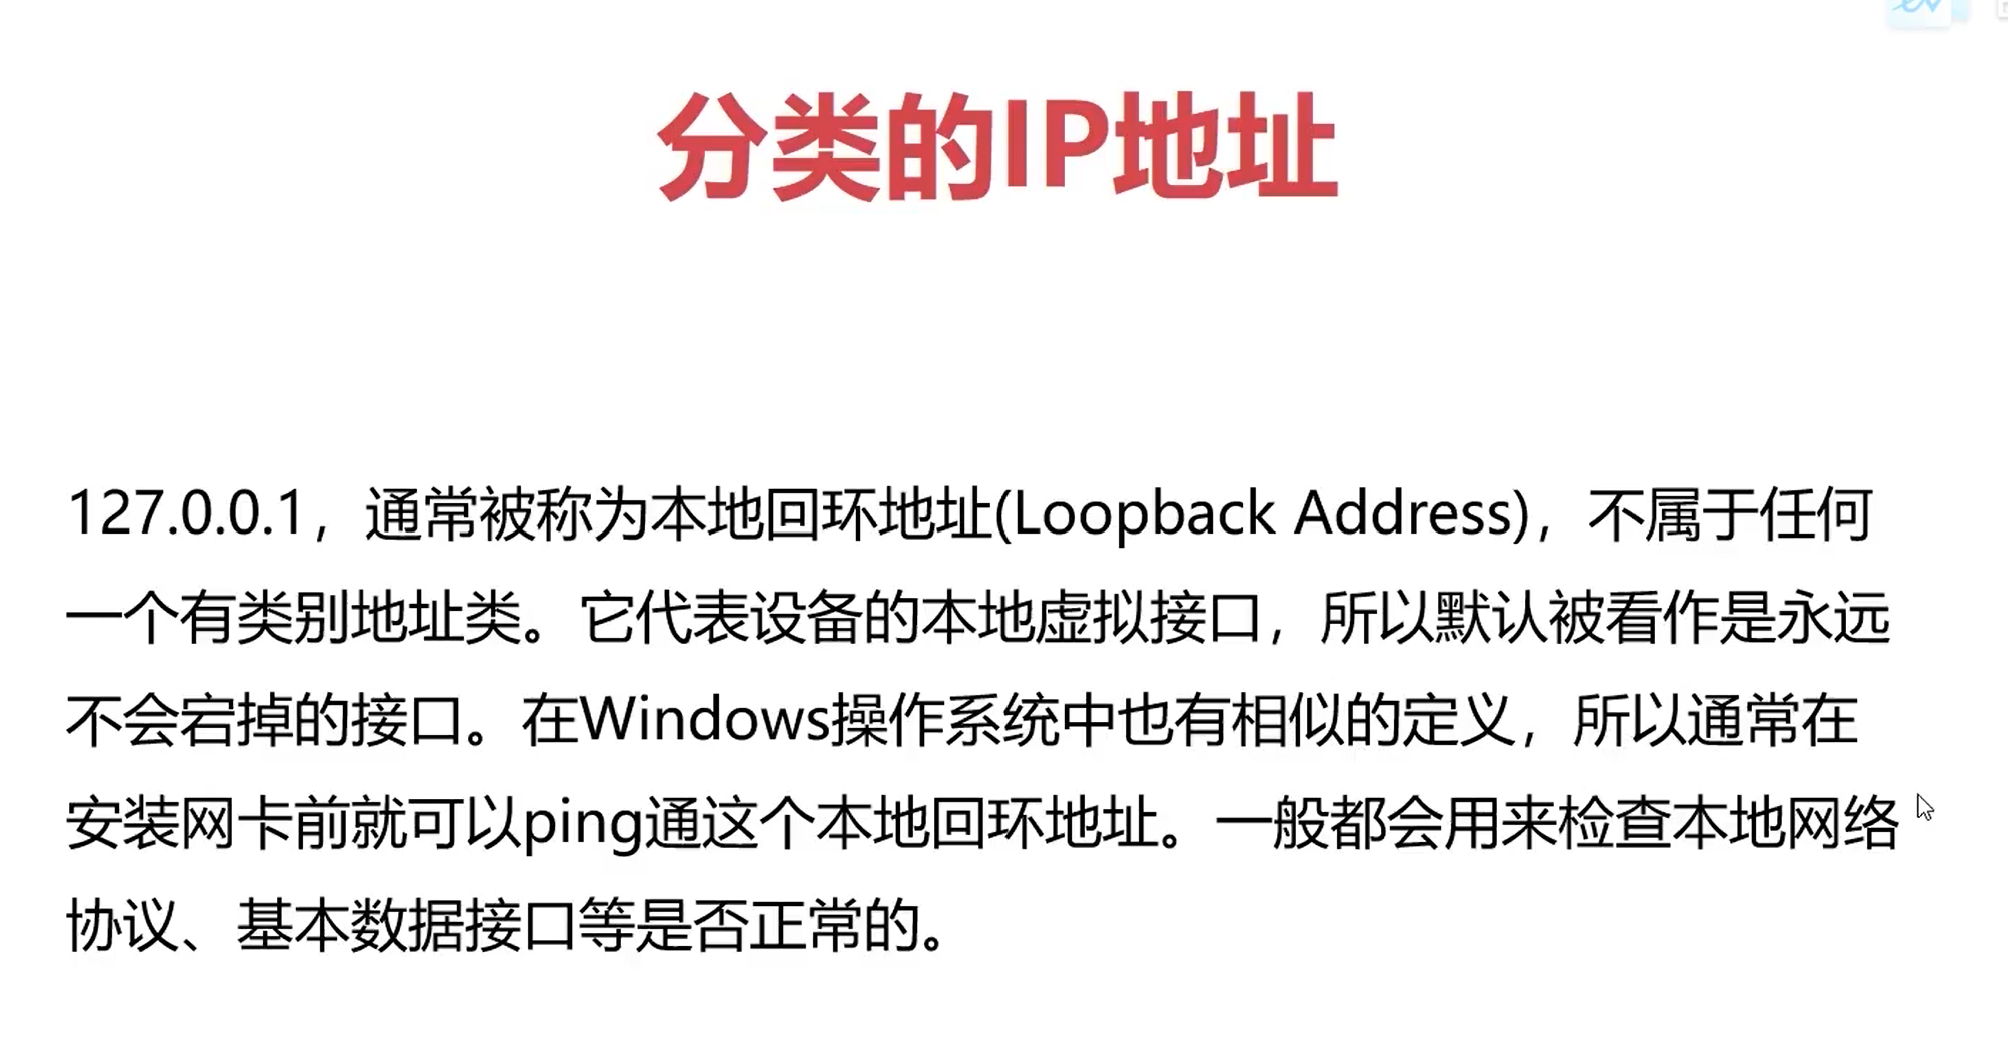 分类的IP地址
127.0.0.1，通常被称为本地回环地址(Loopback Address)，不属于任何
一个有类别地址类。它代表设备的本地虚拟接口，所以默认被看作是永远
不会宕掉的接口。在Windows操作系统中也有相似的定义，所以通常在
安装网卡前就可以ping通这个本地回环地址。一般都会用来检查本地网络
协议、基本数据接口等是否正常的。